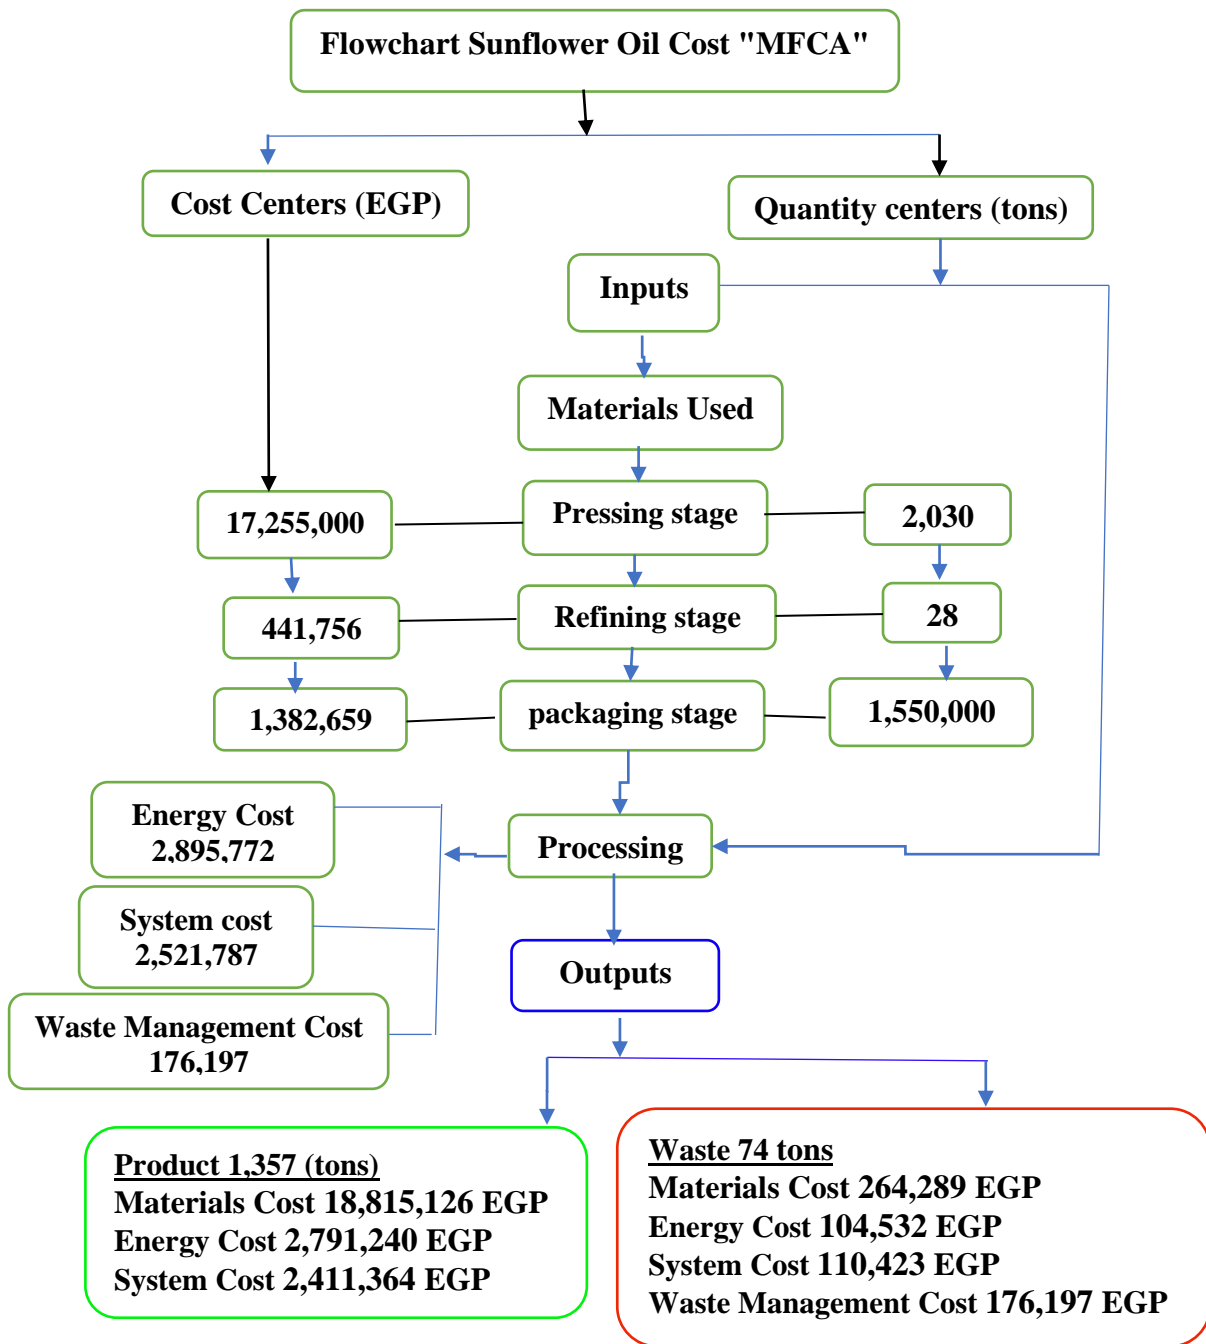 Flowchart Sunflower Oil Cost "MFCA"
Cost Centers (EGP)
Quantity centers (tons)
Inputs
Materials Used
17,255,000
Pressing stage
2,030
441,756
Refining stage
28
1,382,659
packaging stage
1,550,000
Energy Cost
2,895,772
Processing
System cost
2,521,787
Outputs
Waste Management Cost
176,197
Product 1,357 (tons)
Materials Cost 18,815,126 EGP
Energy Cost 2,791,240 EGP
System Cost 2,411,364 EGP
Waste 74 tons
Materials Cost 264,289 EGP
Energy Cost 104,532 EGP
System Cost 110,423 EGP
Waste Management Cost 176,197 EGP